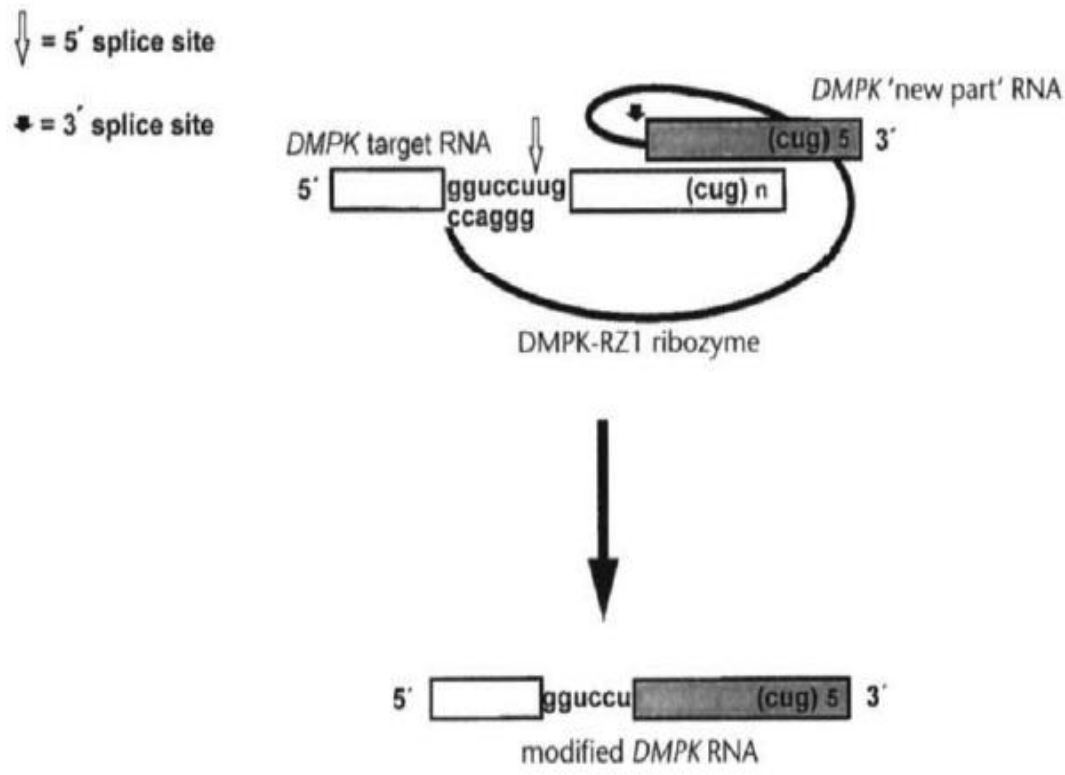 = 5´ splice site
= 3´ splice site
DMPK 'new part' RNA
(cug) 5 3´
DMPK target RNA
5´ gguccuug (cug) n
ccaggg
DMPK-RZ1 ribozyme
5´ gguccu (cug) 5 3´
modified DMPK RNA